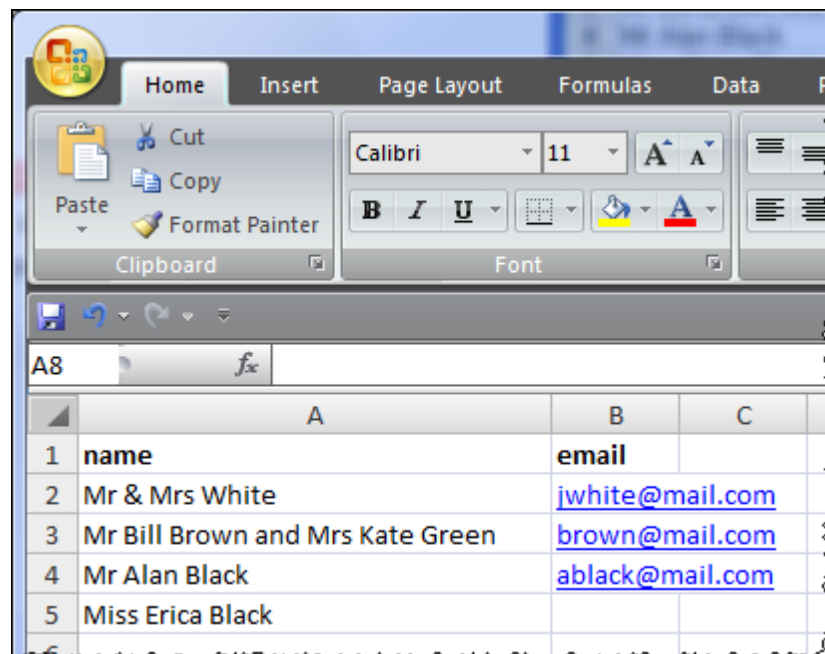 Home Insert Page Layout Formulas Data
Cut
Calibri 11 A A
Copy
Paste
B I U A
Format Painter
Clipboard Font
A8 fx
A B C
1 name email
2 Mr & Mrs White jwhite@mail.com
3 Mr Bill Brown and Mrs Kate Green brown@mail.com
4 Mr Alan Black ablack@mail.com
5 Miss Erica Black